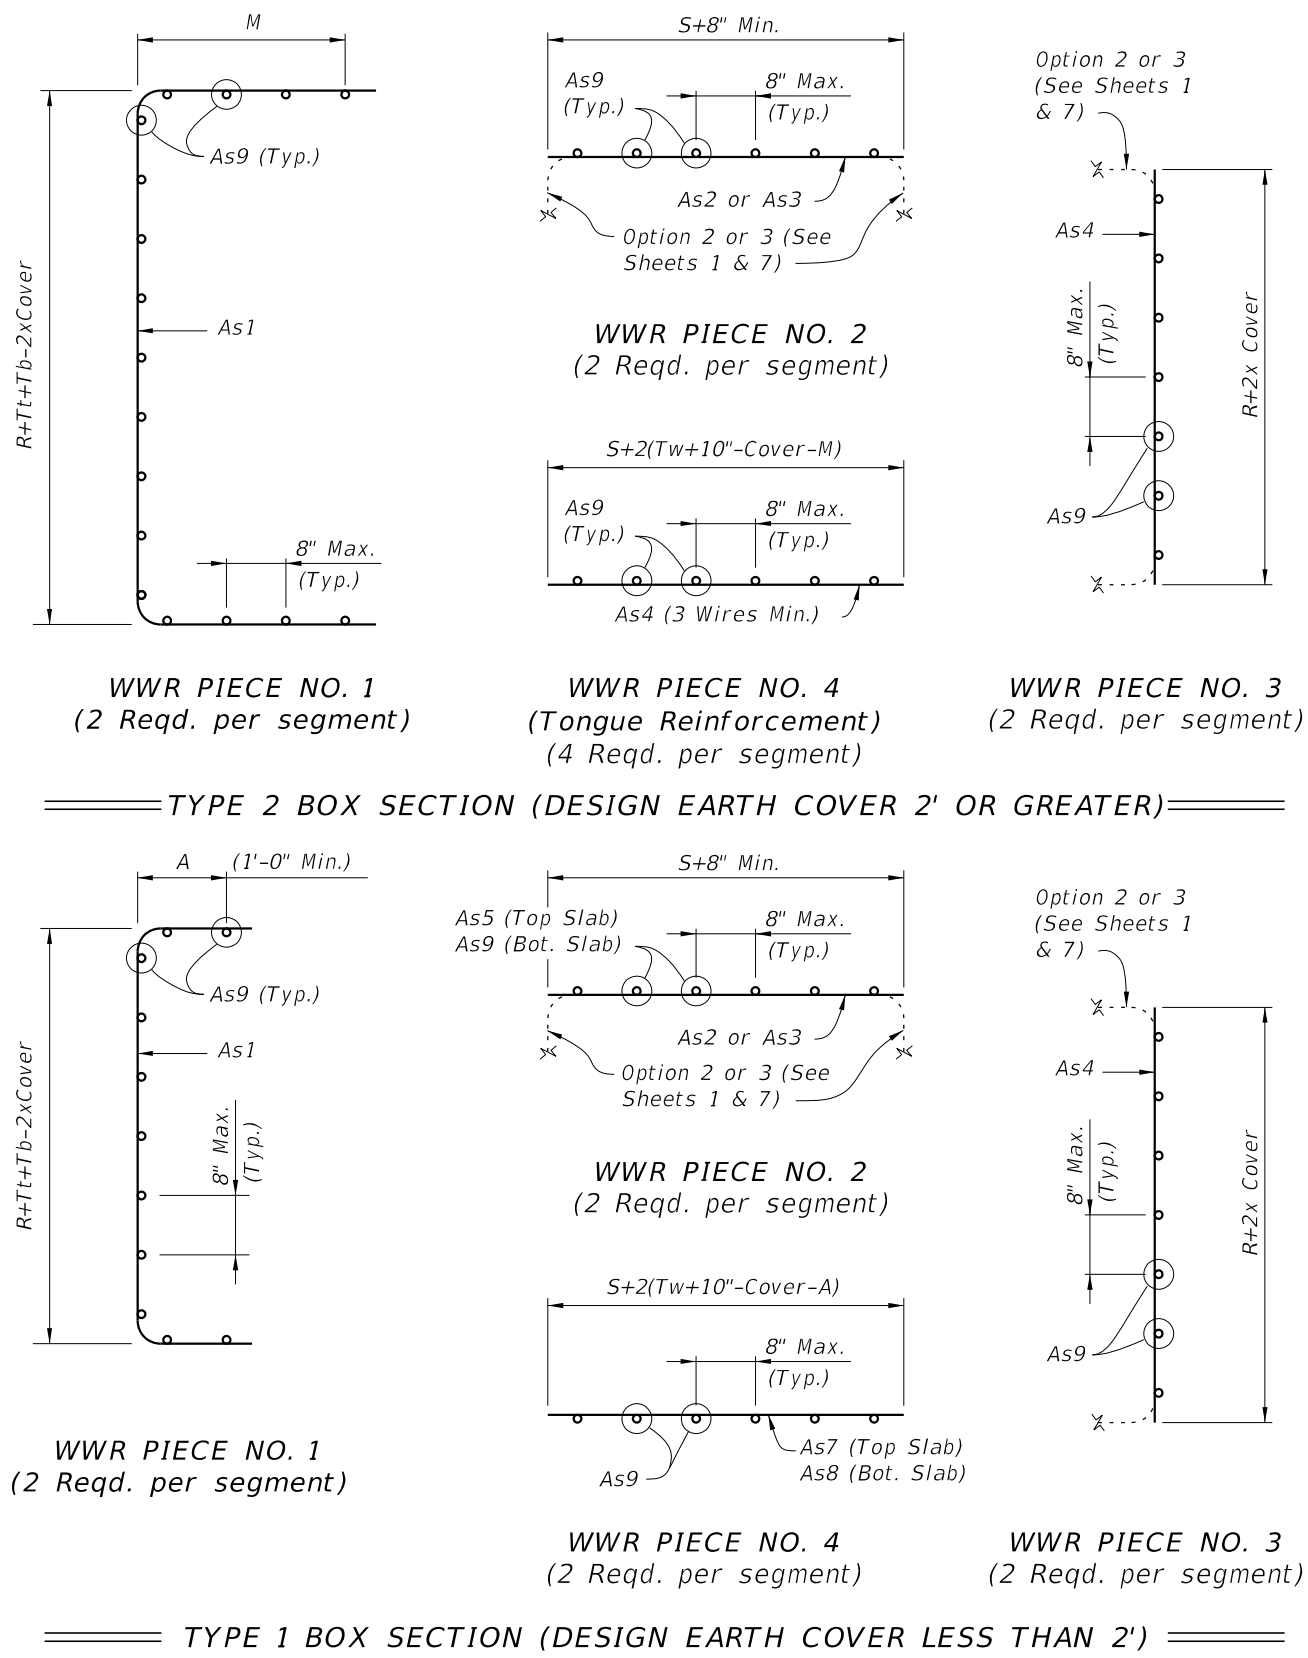 M
R+Tt+Tb-2xCover
As9 (Typ.)
As1
8" Max.
(Typ.)
WWR PIECE NO. 1
(2 Reqd. per segment)
S+8" Min.
As9
(Typ.)
8" Max.
(Typ.)
As2 or As3
Option 2 or 3 (See
Sheets 1 & 7)
WWR PIECE NO. 2
(2 Reqd. per segment)
S+2(Tw+10"-Cover-M)
As9
(Typ.)
8" Max.
(Typ.)
As4 (3 Wires Min.)
WWR PIECE NO. 4
(Tongue Reinforcement)
(4 Reqd. per segment)
Option 2 or 3
(See Sheets 1
& 7)
As4
8" Max.
(Typ.)
R+2x Cover
As9
WWR PIECE NO. 3
(2 Reqd. per segment)
TYPE 2 BOX SECTION (DESIGN EARTH COVER 2' OR GREATER)
A (1'-0" Min.)
R+Tt+Tb-2xCover
As9 (Typ.)
As1
8" Max.
(Typ.)
WWR PIECE NO. 1
(2 Reqd. per segment)
S+8" Min.
As5 (Top Slab)
As9 (Bot. Slab)
8" Max.
(Typ.)
As2 or As3
Option 2 or 3 (See
Sheets 1 & 7)
WWR PIECE NO. 2
(2 Reqd. per segment)
S+2(Tw+10"-Cover-A)
8" Max.
(Typ.)
As9
As7 (Top Slab)
As8 (Bot. Slab)
WWR PIECE NO. 4
(2 Reqd. per segment)
Option 2 or 3
(See Sheets 1
& 7)
As4
8" Max.
(Typ.)
R+2x Cover
As9
WWR PIECE NO. 3
(2 Reqd. per segment)
TYPE 1 BOX SECTION (DESIGN EARTH COVER LESS THAN 2')